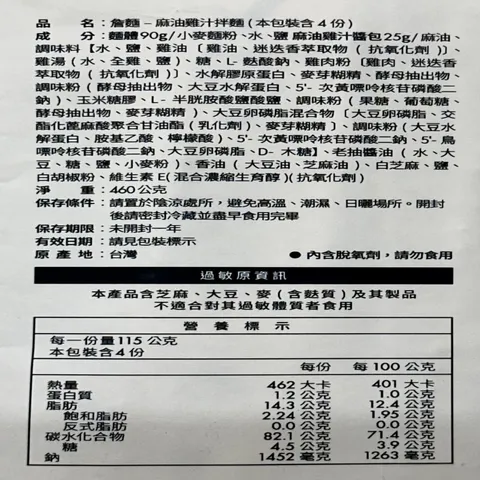 品名：詹麵－麻油雞汁拌麵(本包裝含4份)
成分：麵體90g/小麥麵粉、水、鹽 麻油雞汁醬包25g/麻油、
調味料【水、鹽、雞油〔雞油、迷迭香萃取物(抗氧化劑)〕、
雞湯(水、全雞、鹽)、糖、L-麩酸鈉、雞肉粉〔雞肉、迷迭香
萃取物(抗氧化劑)〕、水解膠原蛋白、麥芽糊精、酵母抽出物、
調味粉(酵母抽出物、大豆水解蛋白、5'-次黃嘌呤核苷磷酸二
鈉)、玉米糖膠、L-半胱胺酸鹽酸鹽、調味粉(果糖、葡萄糖、
酵母抽出物、麥芽糊精)、大豆卵磷脂混合物〔大豆卵磷脂、交
酯化蓖麻酸聚合甘油酯(乳化劑)、麥芽糊精〕、調味粉(大豆水
解蛋白、胺基乙酸、檸檬酸)、5'-次黃嘌呤核苷磷酸二鈉、5'-鳥
嘌呤核苷磷酸二鈉、大豆卵磷脂、D-木糖】、老抽醬油(水、大
豆、糖、鹽、小麥粉)、香油(大豆油、芝麻油)、白芝麻、鹽、
白胡椒粉、維生素E(混合濃縮生育醇)(抗氧化劑)
淨重：460公克
保存條件：請置於陰涼處所，避免高溫、潮濕、日曬場所。開封
後請密封冷藏並盡早食用完畢
保存期限：未開封一年
有效日期：請見包裝標示
原產地：台灣 ●內含脫氧劑，請勿食用
過敏原資訊
本產品含芝麻、大豆、麥(含麩質)及其製品
不適合對其過敏體質者食用
營養標示
每一份量115公克
本包裝含4份
每份 每100公克
熱量 462大卡 401大卡
蛋白質 1.2公克 1.0公克
脂肪 14.3公克 12.4公克
飽和脂肪 2.24公克 1.95公克
反式脂肪 0.0公克 0.0公克
碳水化合物 82.1公克 71.4公克
糖 4.5公克 3.9公克
鈉 1452毫克 1263毫克